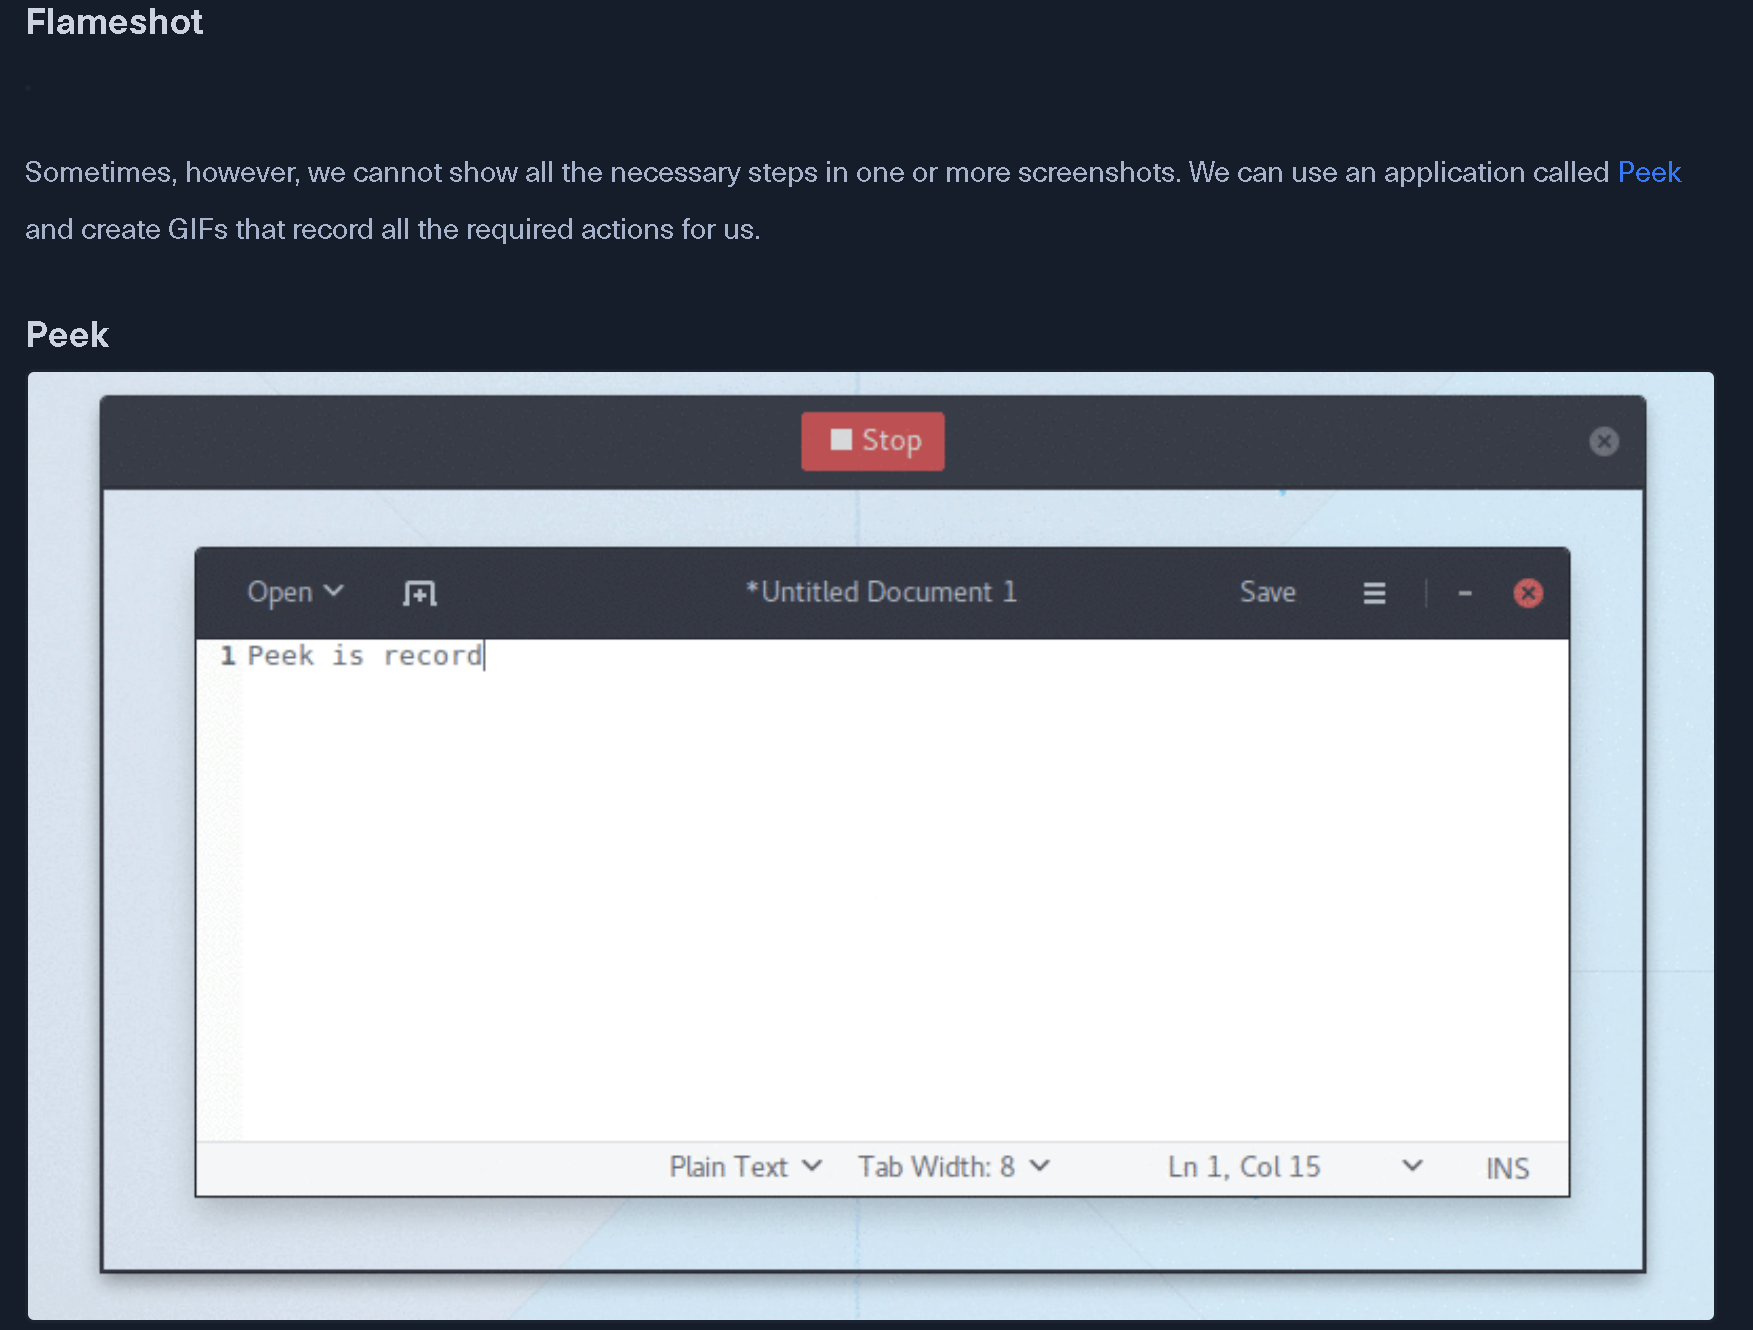 Flameshot
Sometimes, however, we cannot show all the necessary steps in one or more screenshots. We can use an application called Peek
and create GIFs that record all the required actions for us.
Peek
Stop
Open *Untitled Document 1 Save
1 Peek is record
Plain Text Tab Width: 8 Ln 1, Col 15 INS